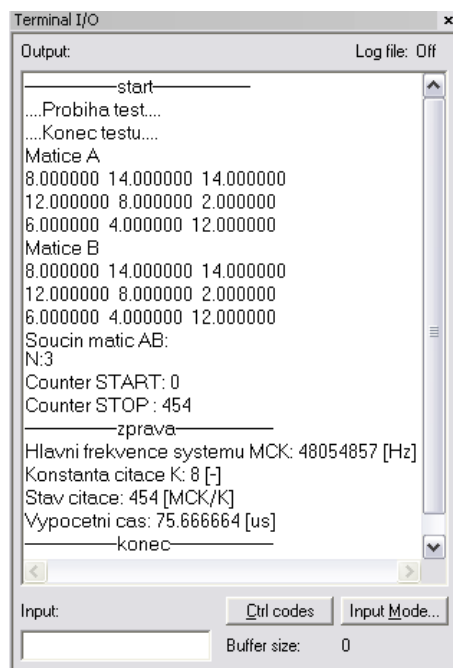 Terminal I/O x
Output: Log file: Off
————start————
....Probiha test....
....Konec testu....
Matice A
8.000000 14.000000 14.000000
12.000000 8.000000 2.000000
6.000000 4.000000 12.000000
Matice B
8.000000 14.000000 14.000000
12.000000 8.000000 2.000000
6.000000 4.000000 12.000000
Soucin matic AB:
N:3
Counter START: 0
Counter STOP : 454
————zprava————
Hlavni frekvence systemu MCK: 48054857 [Hz]
Konstanta citace K: 8 [-]
Stav citace: 454 [MCK/K]
Vypocetni cas: 75.666664 [us]
————konec————
Input: Ctrl codes Input Mode...
Buffer size: 0